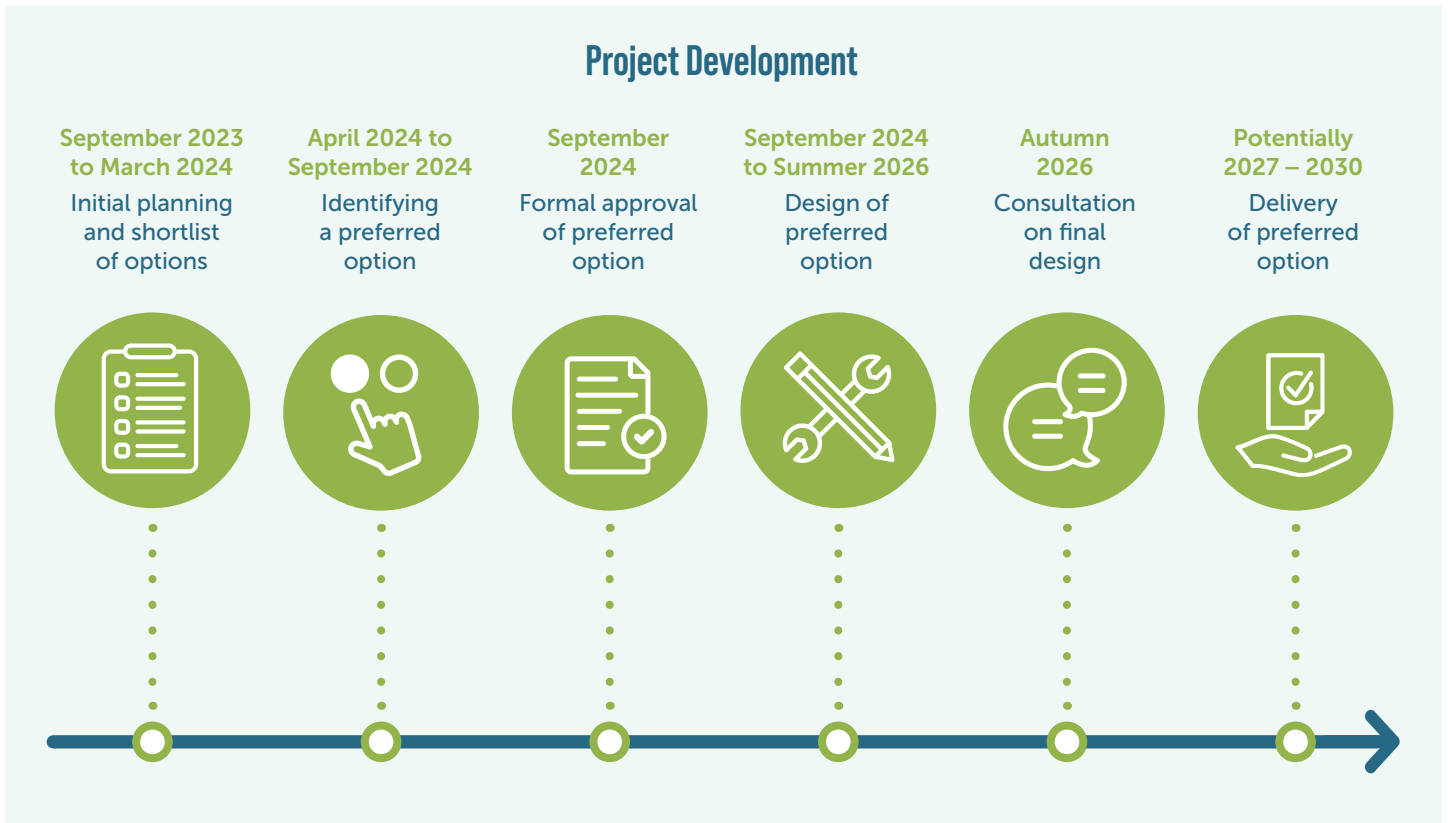 Project Development
September 2023
to March 2024
Initial planning
and shortlist
of options
April 2024 to
September 2024
Identifying
a preferred
option
September
2024
Formal approval
of preferred
option
September 2024
to Summer 2026
Design of
preferred
option
Autumn
2026
Consultation
on final
design
Potentially
2027 – 2030
Delivery
of preferred
option